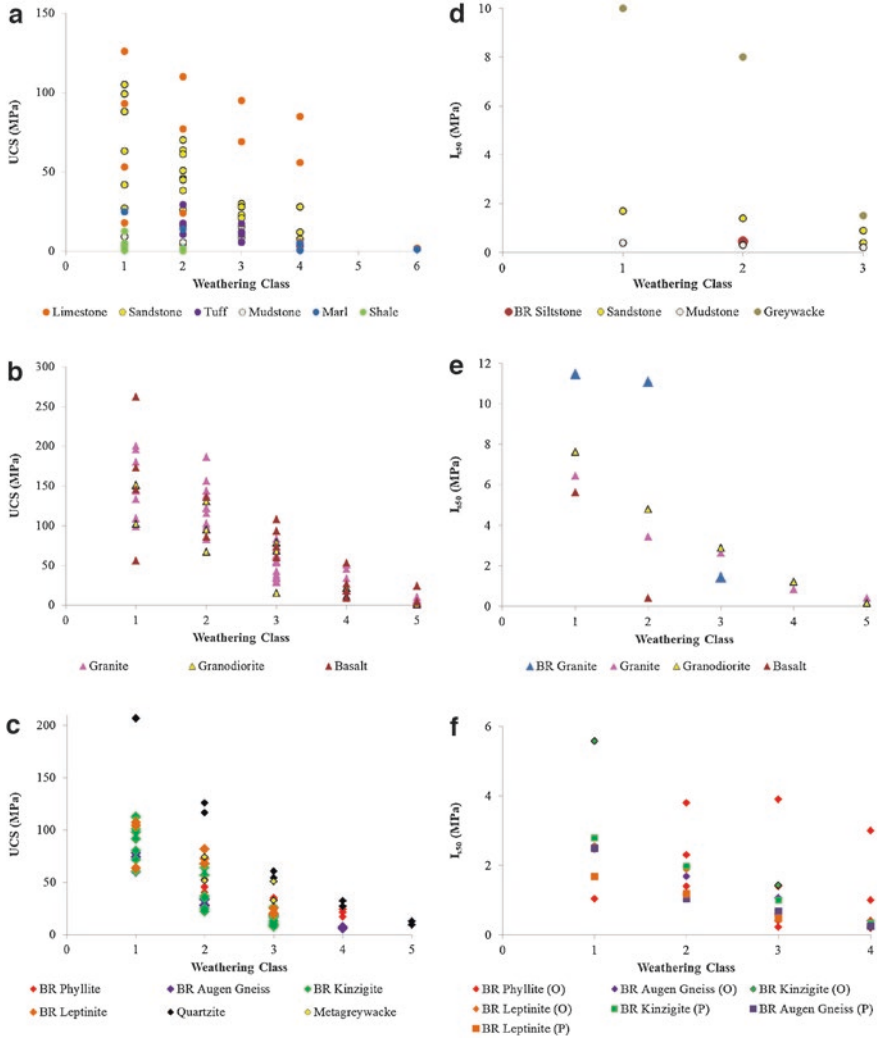 a
UCS (MPa)
150
100
50
0
0 1 2 3 4 5 6
Weathering Class
Limestone Sandstone Tuff Mudstone Marl Shale
d
Is50 (MPa)
10
8
6
4
2
0
0 1 2 3
Weathering Class
BR Siltstone Sandstone Mudstone Greywacke
b
UCS (MPa)
300
250
200
150
100
50
0
0 1 2 3 4 5
Weathering Class
Granite Granodiorite Basalt
e
Is50 (MPa)
12
10
8
6
4
2
0
0 1 2 3 4 5
Weathering Class
BR Granite Granite Granodiorite Basalt
c
UCS (MPa)
200
150
100
50
0
0 1 2 3 4 5
Weathering Class
BR Phyllite BR Augen Gneiss BR Kinzigite
BR Leptinite Quartzite Metagreywacke
f
Is50 (MPa)
6
4
2
0
0 1 2 3 4
Weathering Class
BR Phyllite (O) BR Augen Gneiss (O) BR Kinzigite (O)
BR Leptinite (O) BR Kinzigite (P) BR Augen Gneiss (P)
BR Leptinite (P)